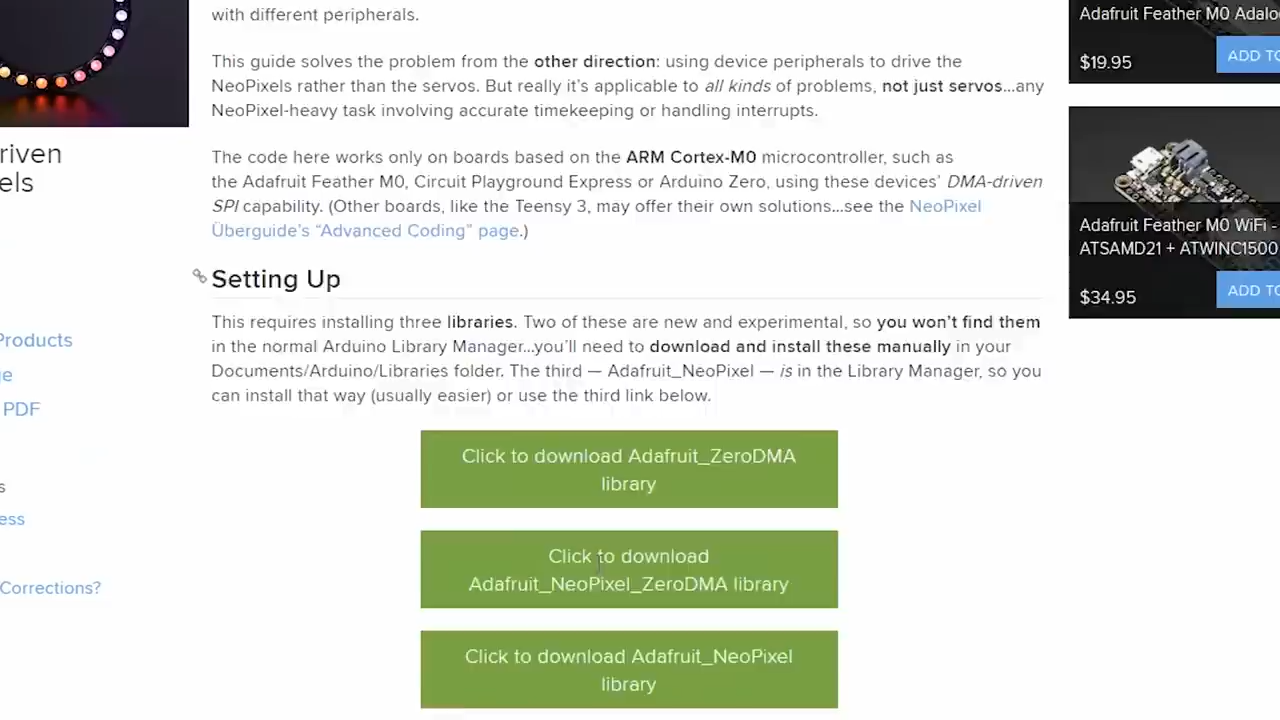 with different peripherals.
This guide solves the problem from the other direction: using device peripherals to drive the
NeoPixels rather than the servos. But really it's applicable to all kinds of problems, not just servos…any
NeoPixel-heavy task involving accurate timekeeping or handling interrupts.
The code here works only on boards based on the ARM Cortex-M0 microcontroller, such as
the Adafruit Feather M0, Circuit Playground Express or Arduino Zero, using these devices' DMA-driven
SPI capability. (Other boards, like the Teensy 3, may offer their own solutions…see the NeoPixel
Überguide's “Advanced Coding” page.)
Setting Up
This requires installing three libraries. Two of these are new and experimental, so you won't find them
in the normal Arduino Library Manager…you'll need to download and install these manually in your
Documents/Arduino/Libraries folder. The third — Adafruit_NeoPixel — is in the Library Manager, so you
can install that way (usually easier) or use the third link below.
Click to download Adafruit_ZeroDMA
library
Click to download
Adafruit_NeoPixel_ZeroDMA library
Click to download Adafruit_NeoPixel
library
riven
els
Products
ge
PDF
s
ess
Corrections?
Adafruit Feather M0 Adalo
$19.95
ADD TO
Adafruit Feather M0 WiFi -
ATSAMD21 + ATWINC1500
$34.95
ADD TO